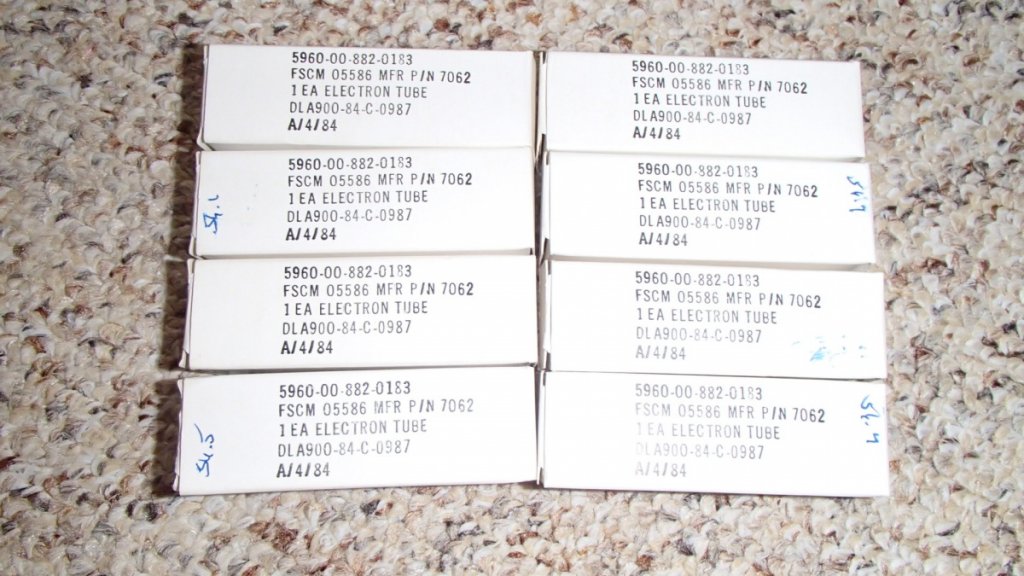 5960-00-882-0183
FSCM 05586 MFR P/N 7062
1 EA ELECTRON TUBE
DLA900-84-C-0987
A/4/84
5960-00-882-0183
FSCM 05586 MFR P/N 7062
1 EA ELECTRON TUBE
DLA900-84-C-0987
A/4/84
5960-00-882-0183
FSCM 05586 MFR P/N 7062
1 EA ELECTRON TUBE
DLA900-84-C-0987
A/4/84
5960-00-882-0183
FSCM 05586 MFR P/N 7062
1 EA ELECTRON TUBE
DLA900-84-C-0987
A/4/84
5960-00-882-0183
FSCM 05586 MFR P/N 7062
1 EA ELECTRON TUBE
DLA900-84-C-0987
A/4/84
5960-00-882-0183
FSCM 05586 MFR P/N 7062
1 EA ELECTRON TUBE
DLA900-84-C-0987
A/4/84
5960-00-882-0183
FSCM 05586 MFR P/N 7062
1 EA ELECTRON TUBE
DLA900-84-C-0987
A/4/84
5960-00-882-0183
FSCM 05586 MFR P/N 7062
1 EA ELECTRON TUBE
DLA900-84-C-0987
A/4/84